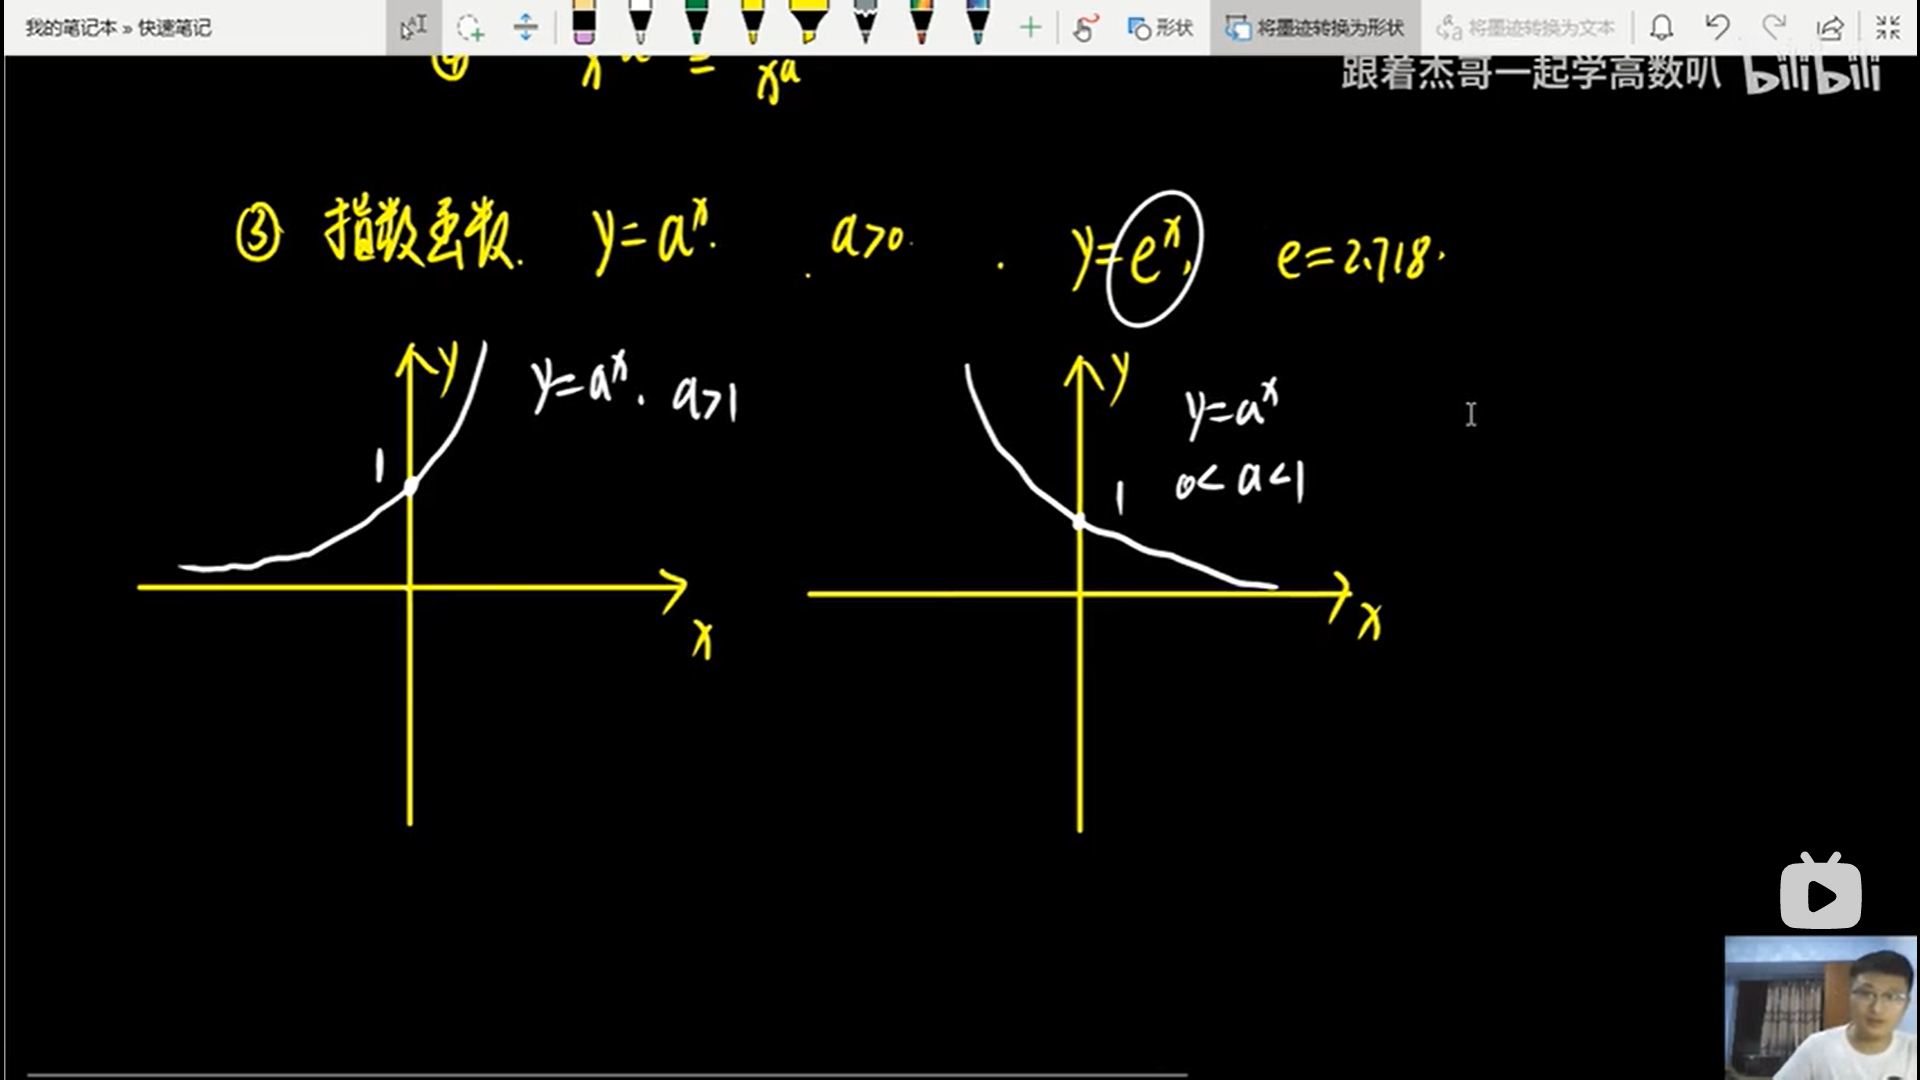 我的笔记本 » 快速笔记
形状 将墨迹转换为形状 将墨迹转换为文本
跟着杰哥一起学高数叭 bilibili
④ x^-a = 1/x^a
③ 指数函数. y=a^x. a>0. y=e^x, e=2.718.
y
y=a^x. a>1
1
x
y
y=a^x
0<a<1
1
x